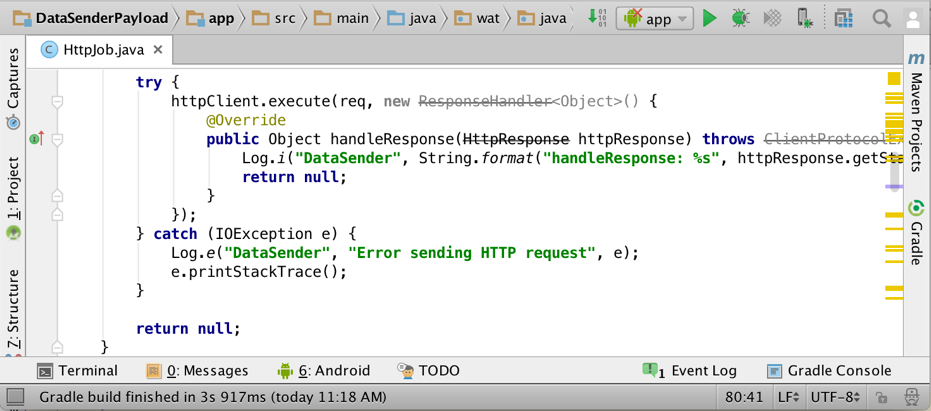 DataSenderPayload app src main java wat java app
HttpJob.java
Captures
1: Project
7: Structure
try {
httpClient.execute(req, new ResponseHandler<Object>() {
@Override
public Object handleResponse(HttpResponse httpResponse) throws ClientProtocolEx
Log.i("DataSender", String.format("handleResponse: %s", httpResponse.getSta
return null;
}
});
} catch (IOException e) {
Log.e("DataSender", "Error sending HTTP request", e);
e.printStackTrace();
}
return null;
}
Maven Projects
Gradle
Terminal 0: Messages 6: Android TODO 1 Event Log Gradle Console
Gradle build finished in 3s 917ms (today 11:18 AM) 80:41 LF UTF-8